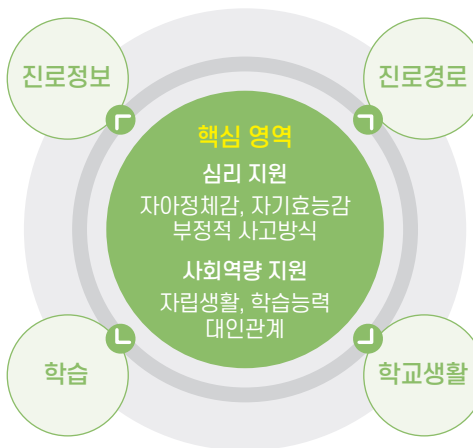 진로정보
진로경로
핵심 영역
심리 지원
자아정체감, 자기효능감
부정적 사고방식
사회역량 지원
자립생활, 학습능력
대인관계
학습
학교생활